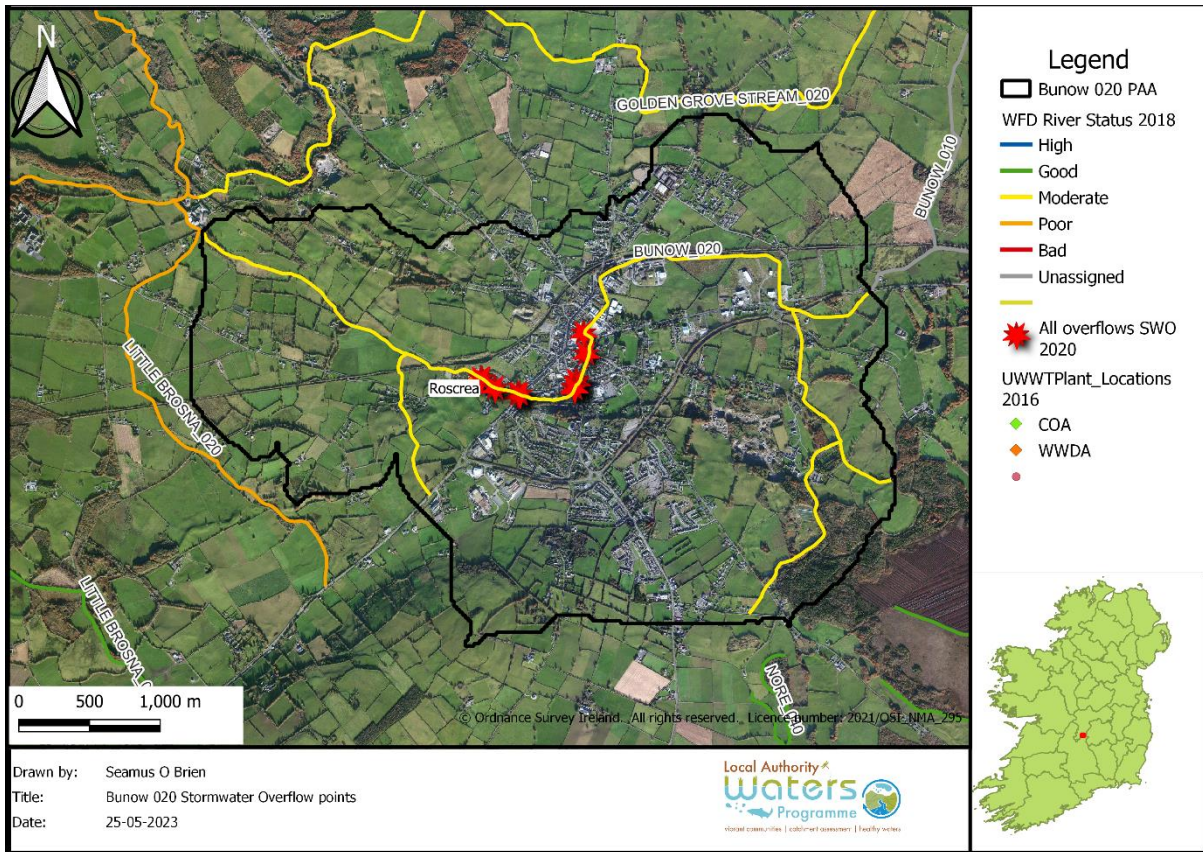 N
GOLDEN GROVE STREAM_020
BUNOW_010
BUNOW_020
LITTLE BROSNA_020
Roscrea
LITTLE BROSNA_0
NORE_0 0
0 500 1,000 m
© Ordnance Survey Ireland. All rights reserved. Licence number: 2021/OSi_NMA_295
Legend
Bunow 020 PAA
WFD River Status 2018
High
Good
Moderate
Poor
Bad
Unassigned
All overflows SWO
2020
UWWTPlant_Locations
2016
COA
WWDA
Drawn by: Seamus O Brien
Title: Bunow 020 Stormwater Overflow points
Date: 25-05-2023
Local Authority
Waters
Programme
vibrant communities | catchment assessment | healthy waters